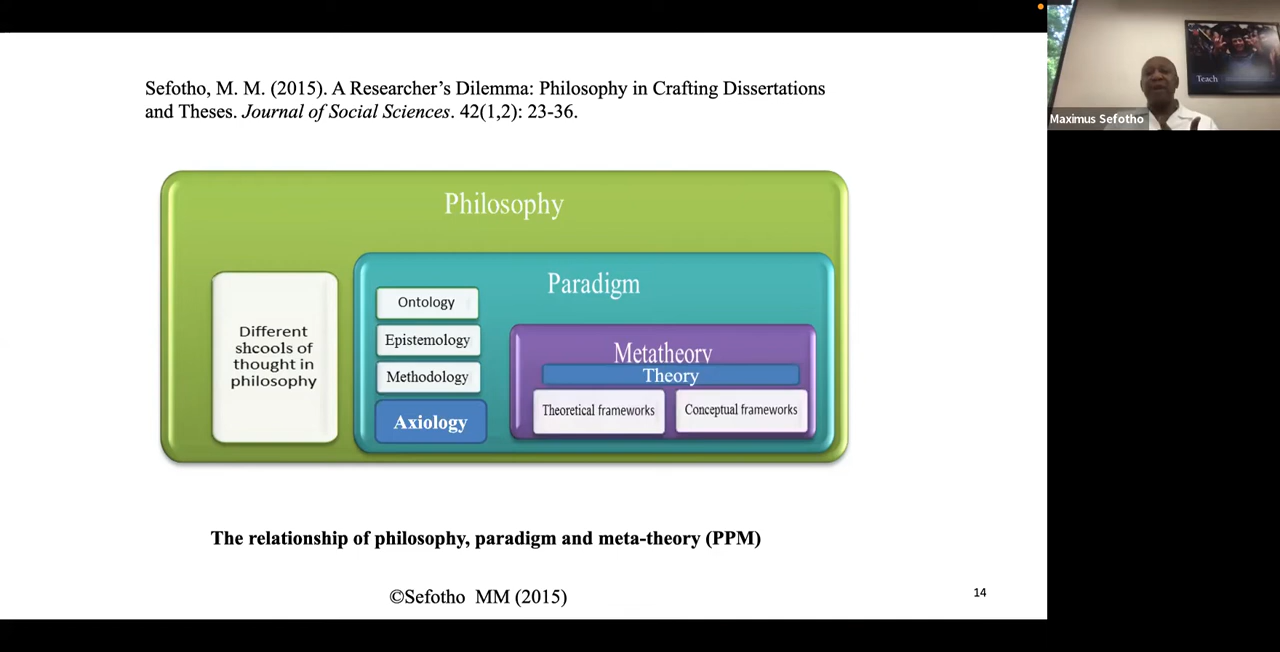 Sefotho, M. M. (2015). A Researcher's Dilemma: Philosophy in Crafting Dissertations
and Theses. Journal of Social Sciences. 42(1,2): 23-36.
Philosophy
Different
shcools of
thought in
philosophy
Paradigm
Ontology
Epistemology
Methodology
Axiology
Metatheory
Theory
Theoretical frameworks
Conceptual frameworks
The relationship of philosophy, paradigm and meta-theory (PPM)
©Sefotho MM (2015)
14
Teach
Maximus Sefotho